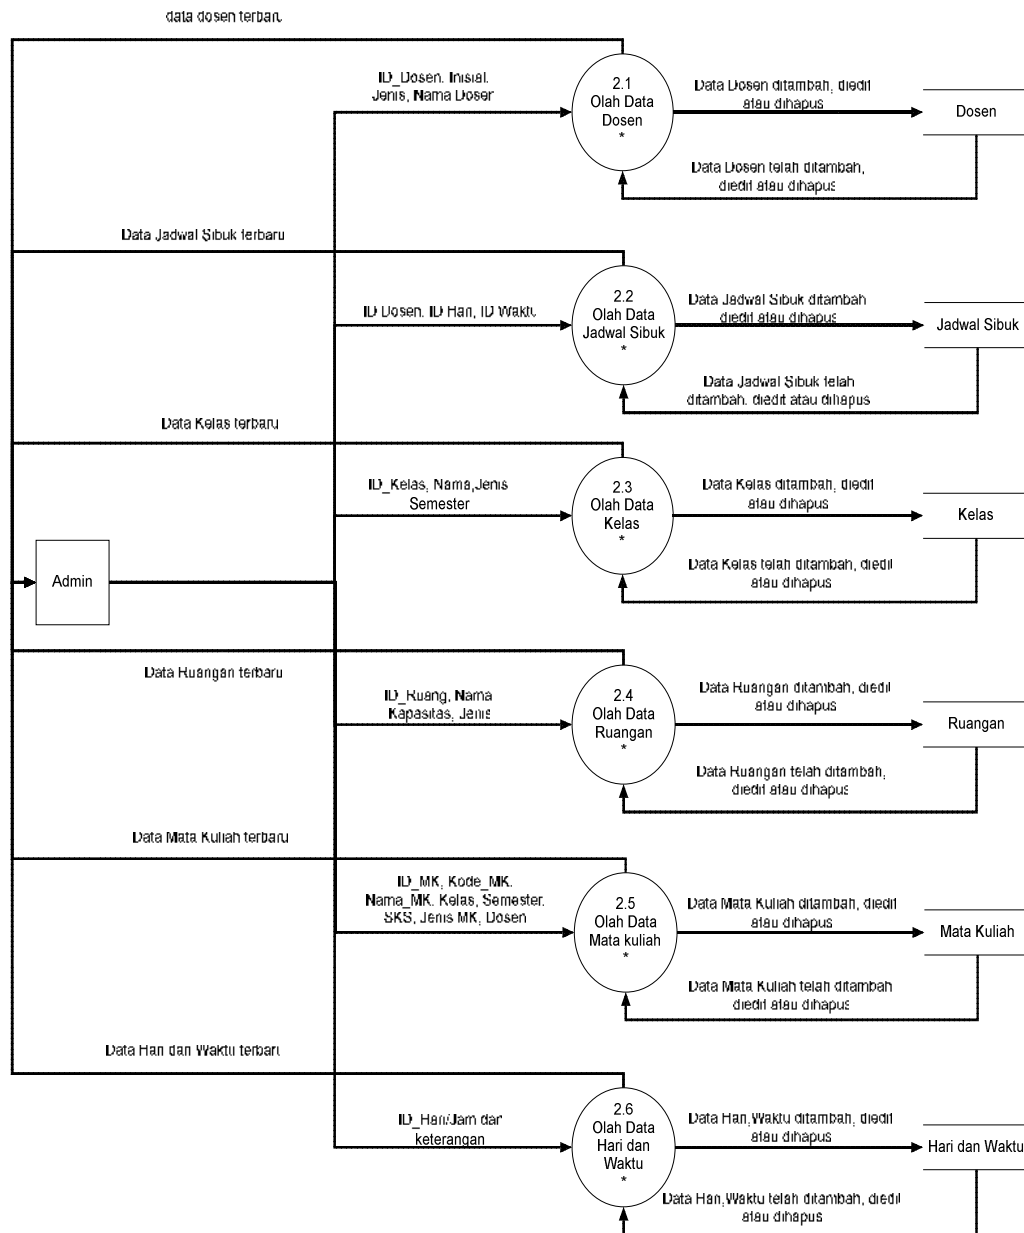 data dosen terbaru
ID_Dosen, Inisial,
Jenis, Nama Dosen
2.1
Olah Data
Dosen
*
Data Dosen ditambah, diedit
atau dihapus
Dosen
Data Dosen telah ditambah,
diedit atau dihapus
Data Jadwal Sibuk terbaru
ID Dosen, ID Hari, ID Waktu
2.2
Olah Data
Jadwal Sibuk
*
Data Jadwal Sibuk ditambah
diedit atau dihapus
Jadwal Sibuk
Data Jadwal Sibuk telah
ditambah, diedit atau dihapus
Data Kelas terbaru
ID_Kelas, Nama,Jenis
Semester
2.3
Olah Data
Kelas
*
Data Kelas ditambah, diedit
atau dihapus
Kelas
Data Kelas telah ditambah, diedit
atau dihapus
Admin
Data Ruangan terbaru
ID_Ruang, Nama
Kapasitas, Jenis
2.4
Olah Data
Ruangan
*
Data Ruangan ditambah, diedit
atau dihapus
Ruangan
Data Ruangan telah ditambah,
diedit atau dihapus
Data Mata Kuliah terbaru
ID_MK, Kode_MK,
Nama_MK, Kelas, Semester,
SKS, Jenis MK, Dosen
2.5
Olah Data
Mata kuliah
*
Data Mata Kuliah ditambah, diedit
atau dihapus
Mata Kuliah
Data Mata Kuliah telah ditambah
diedit atau dihapus
Data Hari dan Waktu terbaru
ID_Hari/Jam dan
keterangan
2.6
Olah Data
Hari dan
Waktu
*
Data Hari,Waktu ditambah, diedit
atau dihapus
Hari dan Waktu
Data Hari,Waktu telah ditambah, diedit
atau dihapus